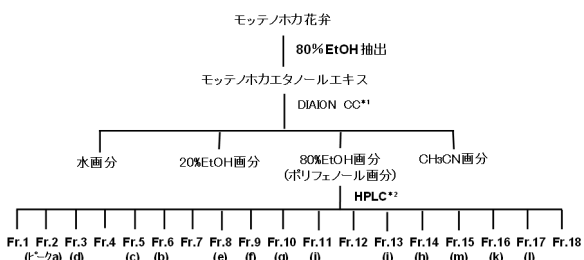 モッテノホカ花弁
80%EtOH 抽出
モッテノホカエタノールエキス
DIAION CC*1
水画分 20%EtOH画分 80%EtOH画分 CH3CN画分
(ポリフェノール画分)
HPLC*2
Fr.1 Fr.2 Fr.3 Fr.4 Fr.5 Fr.6 Fr.7 Fr.8 Fr.9 Fr.10 Fr.11 Fr.12 Fr.13 Fr.14 Fr.15 Fr.16 Fr.17 Fr.18
(ピークa) (d) (c) (b) (e) (f) (g) (i) (j) (h) (m) (k) (l)